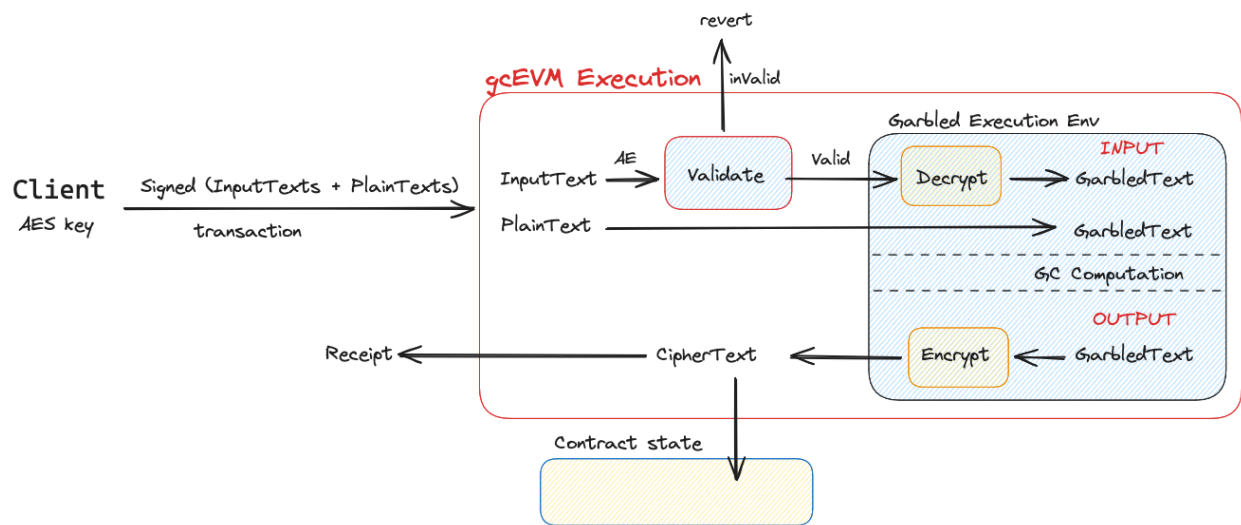 revert
gcEVM Execution
inValid
Garbled Execution Env
Client
AES key
Signed (InputTexts + PlainTexts)
transaction
InputText
AE
Validate
Valid
Decrypt
INPUT
GarbledText
PlainText
GarbledText
GC Computation
OUTPUT
Receipt
CipherText
Encrypt
GarbledText
Contract state